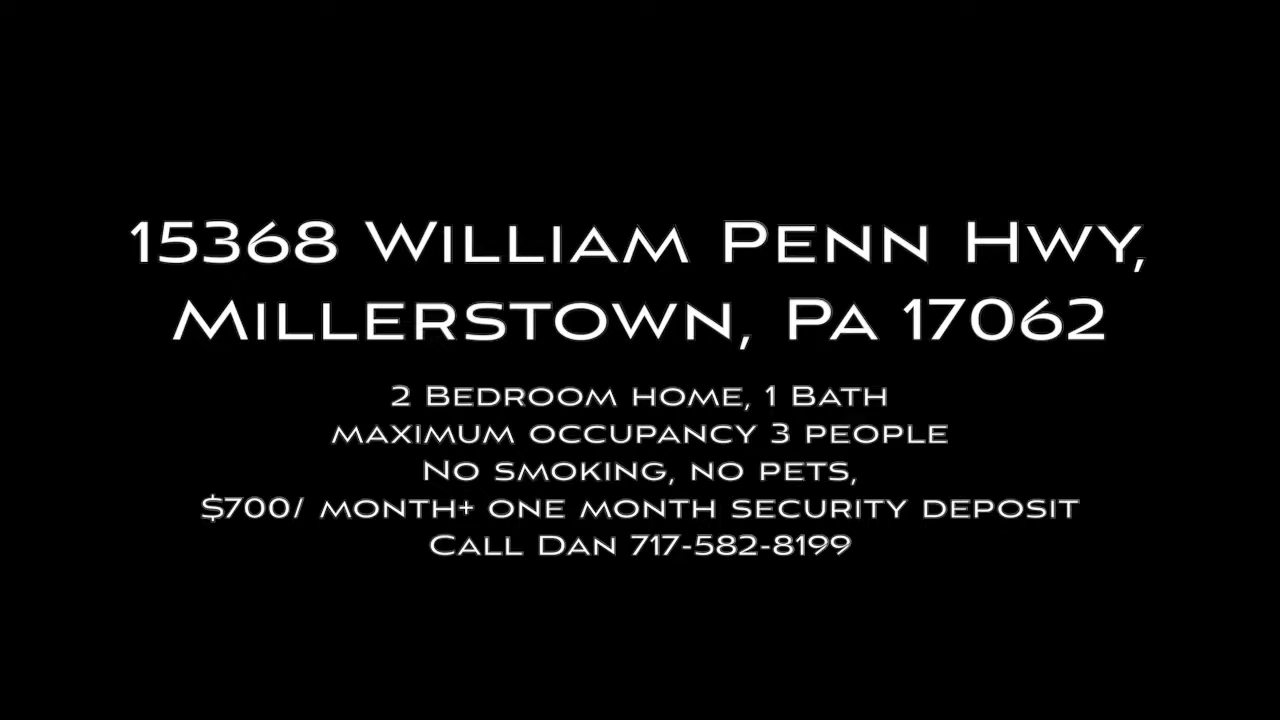 15368 William Penn Hwy,
Millerstown, Pa 17062
2 Bedroom home, 1 Bath
maximum occupancy 3 people
No smoking, no pets,
$700/ month+ one month security deposit
Call Dan 717-582-8199